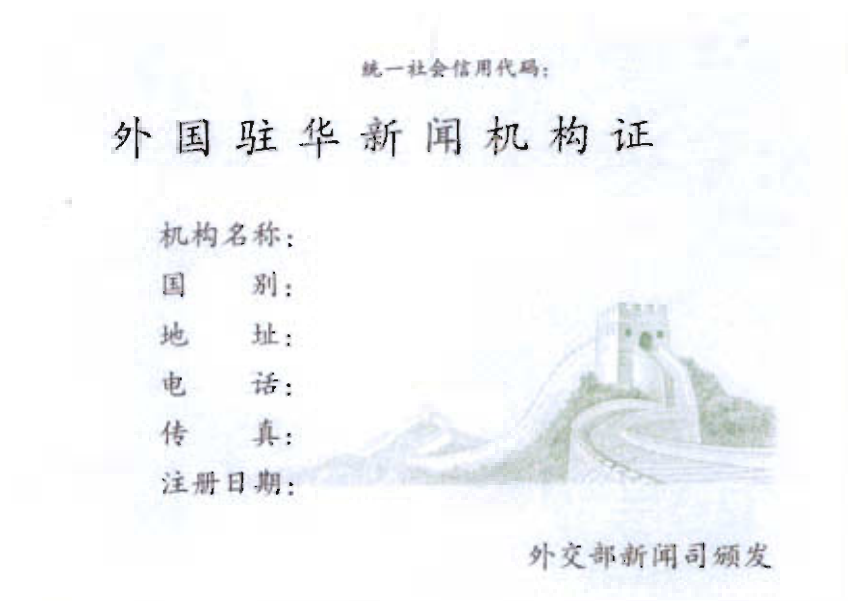 统一社会信用代码：
外国驻华新闻机构证
机构名称：
国 别：
地 址：
电 话：
传 真：
注册日期：
外交部新闻司颁发